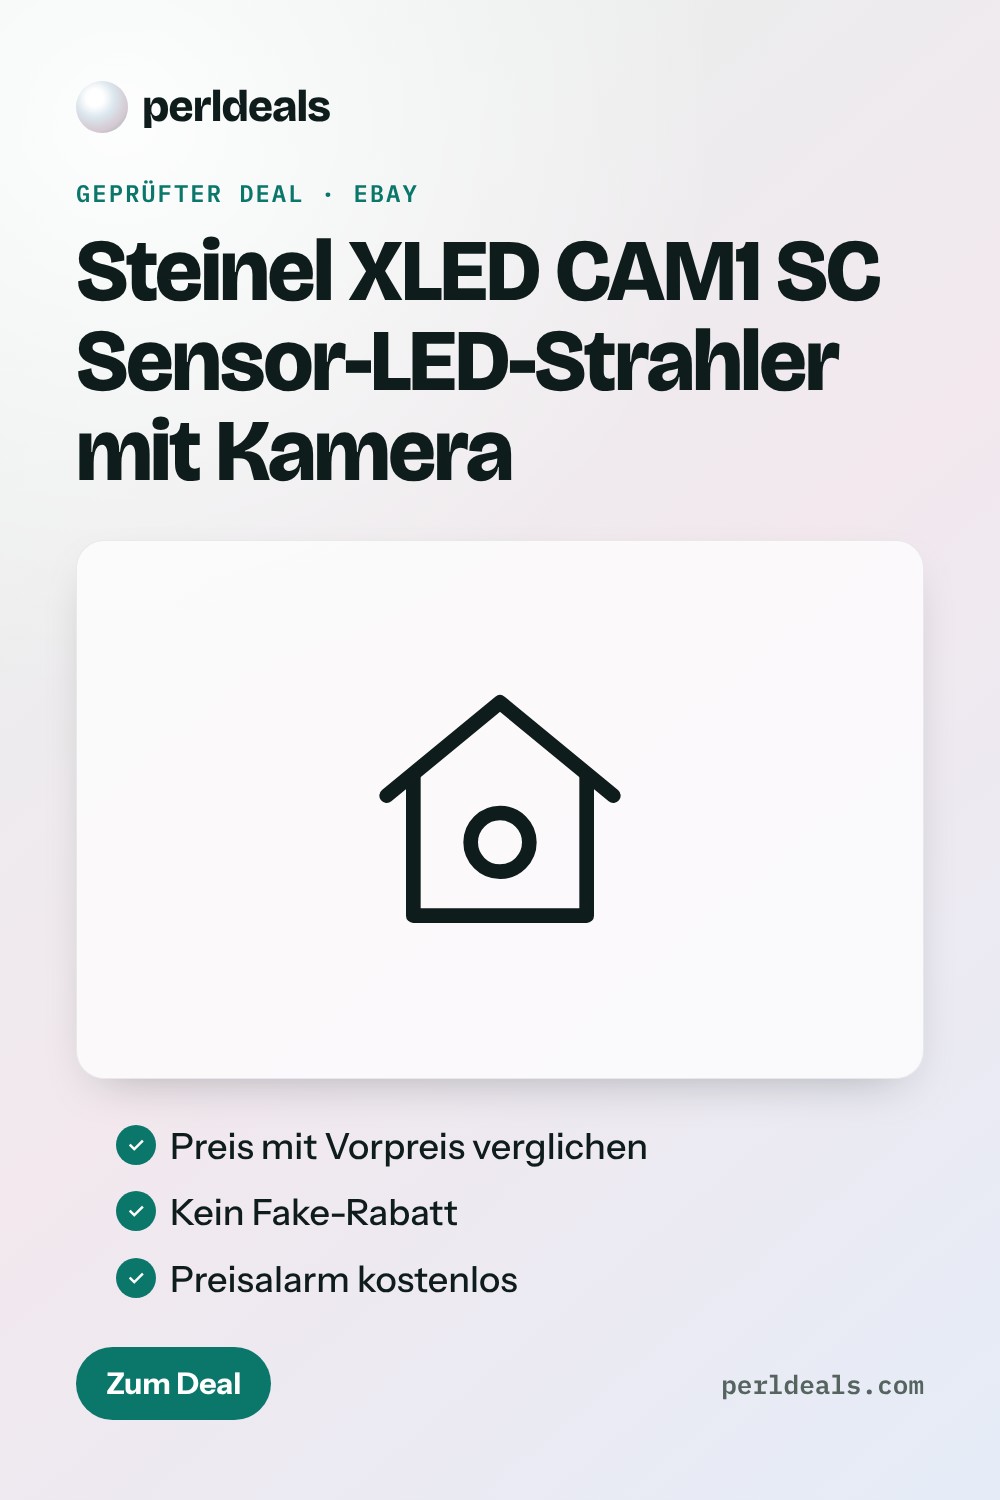 perldeals
GEPRÜFTER DEAL · EBAY
Steinel XLED CAM1 SC
Sensor-LED-Strahler
mit Kamera
Preis mit Vorpreis verglichen
Kein Fake-Rabatt
Preisalarm kostenlos
Zum Deal
perldeals.com